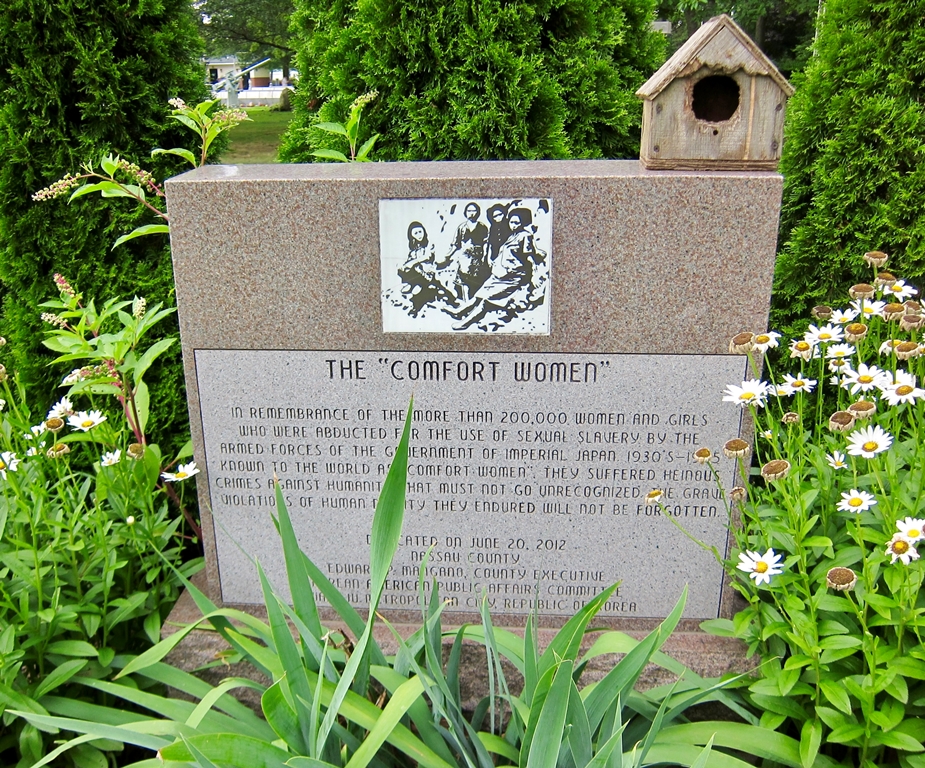 THE "COMFORT WOMEN"
IN REMEMBRANCE OF THE MORE THAN 200,000 WOMEN AND GIRLS
WHO WERE ABDUCTED FOR THE USE OF SEXUAL SLAVERY BY THE
ARMED FORCES OF THE GOVERNMENT OF IMPERIAL JAPAN 1930'S-1945
KNOWN TO THE WORLD AS "COMFORT WOMEN", THEY SUFFERED HEINOUS
CRIMES AGAINST HUMANITY THAT MUST NOT GO UNRECOGNIZED. THE GRAVE
VIOLATIONS OF HUMAN DIGNITY THEY ENDURED WILL NOT BE FORGOTTEN.
DEDICATED ON JUNE 20, 2012
NASSAU COUNTY
EDWARD P. MANGANO, COUNTY EXECUTIVE
KOREAN AMERICAN PUBLIC AFFAIRS COMMITTEE
METROPOLITAN CITY, REPUBLIC OF KOREA